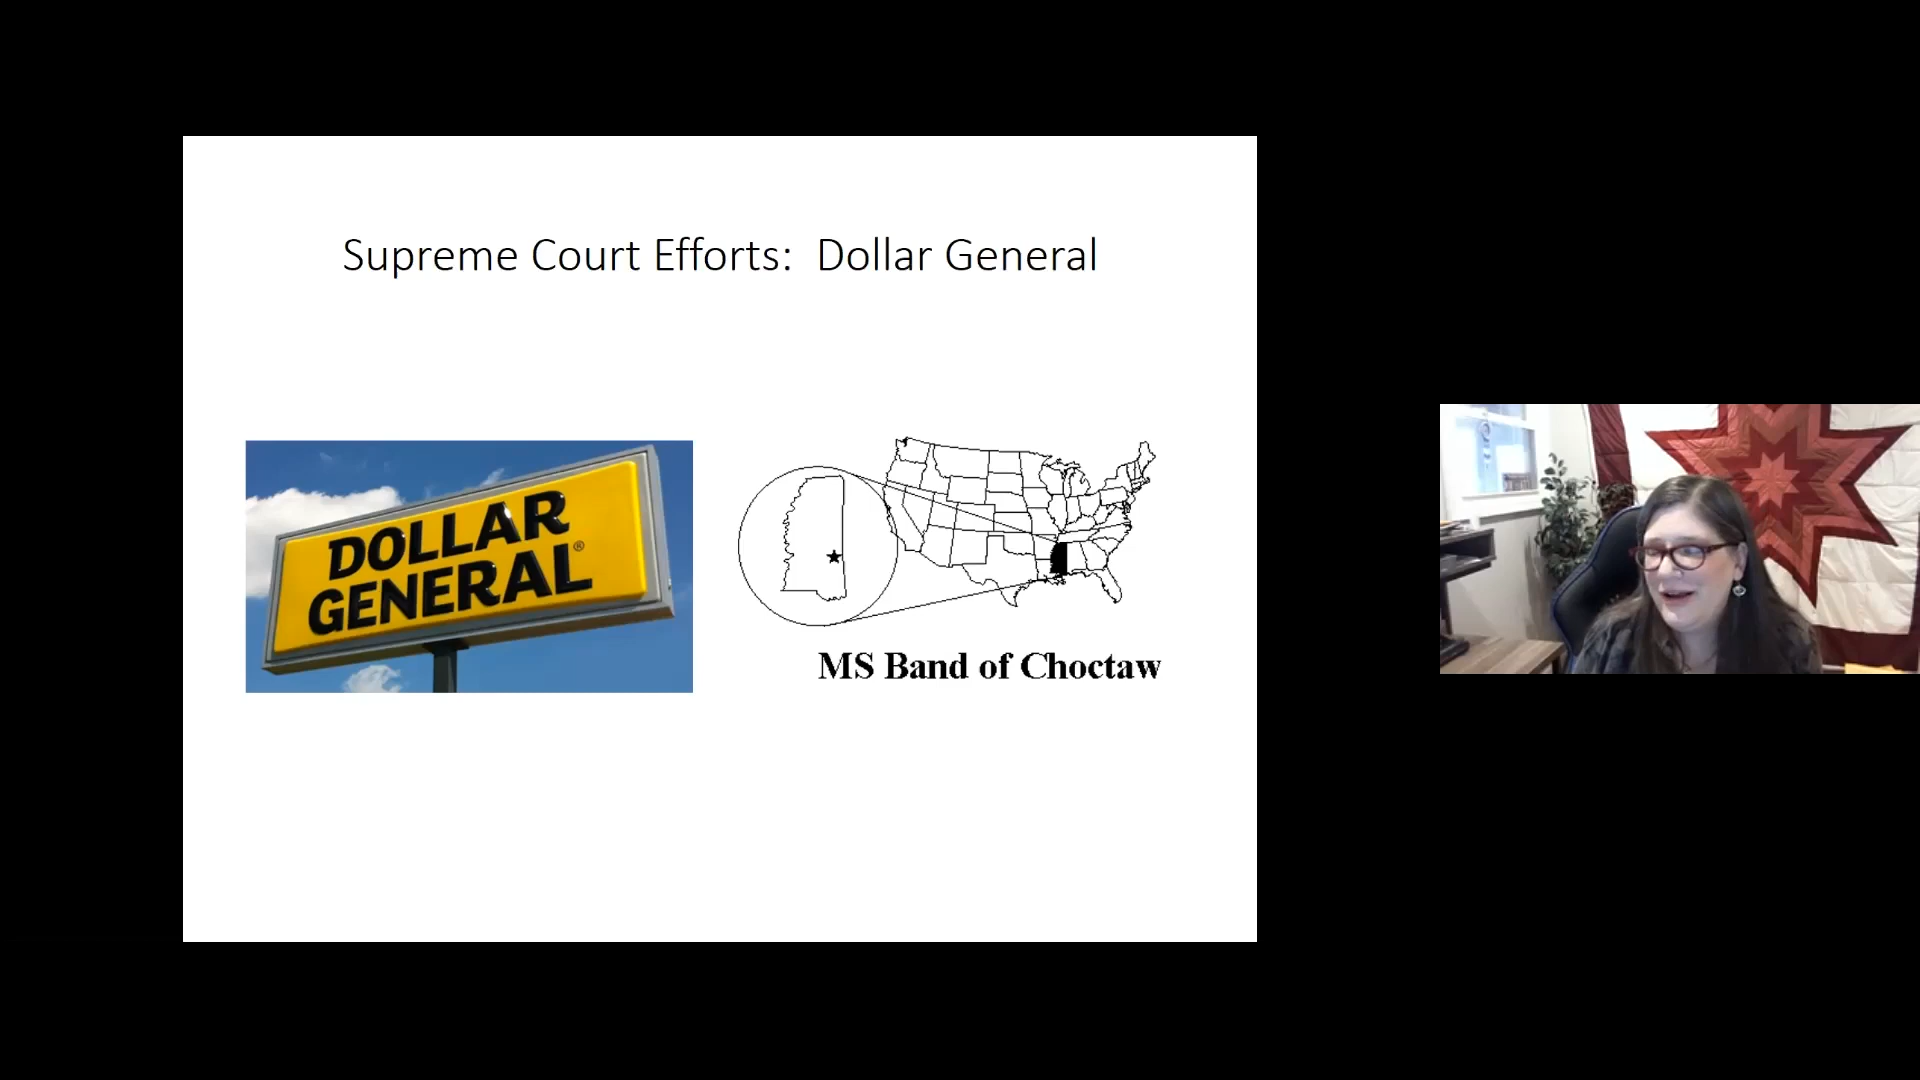 Supreme Court Efforts: Dollar General
DOLLAR
GENERAL®
MS Band of Choctaw